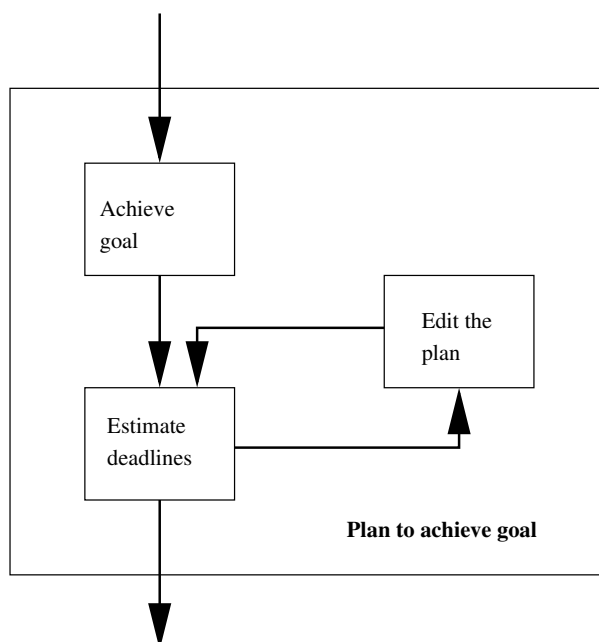 Achieve
goal
Edit the
plan
Estimate
deadlines
Plan to achieve goal